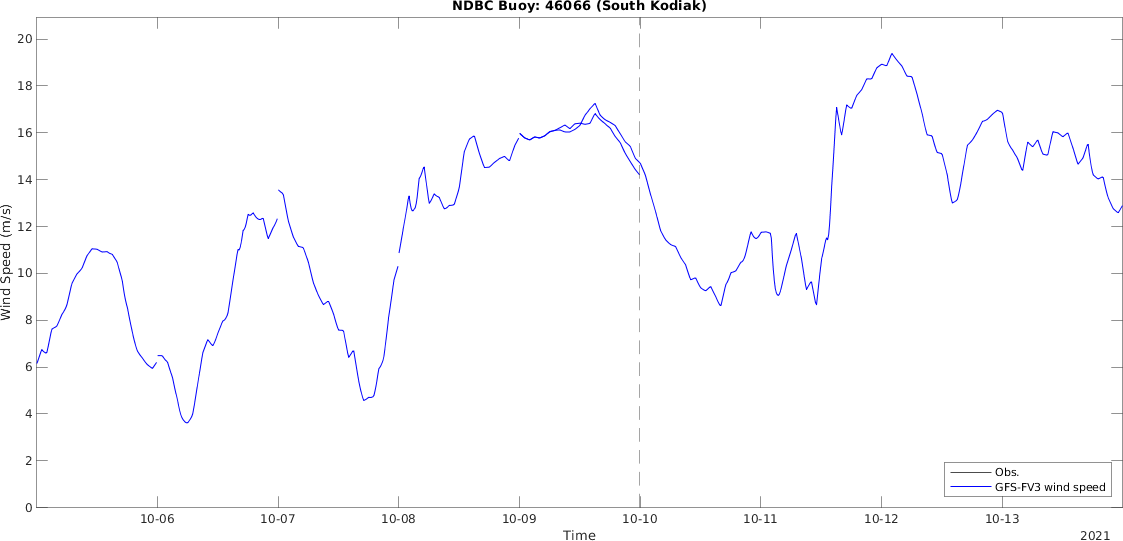 NDBC Buoy: 46066 (South Kodiak)
20
18
16
14
12
10
8
6
4
2
0
Wind Speed (m/s)
Obs.
GFS-FV3 wind speed
10-06 10-07 10-08 10-09 10-10 10-11 10-12 10-13
Time
2021